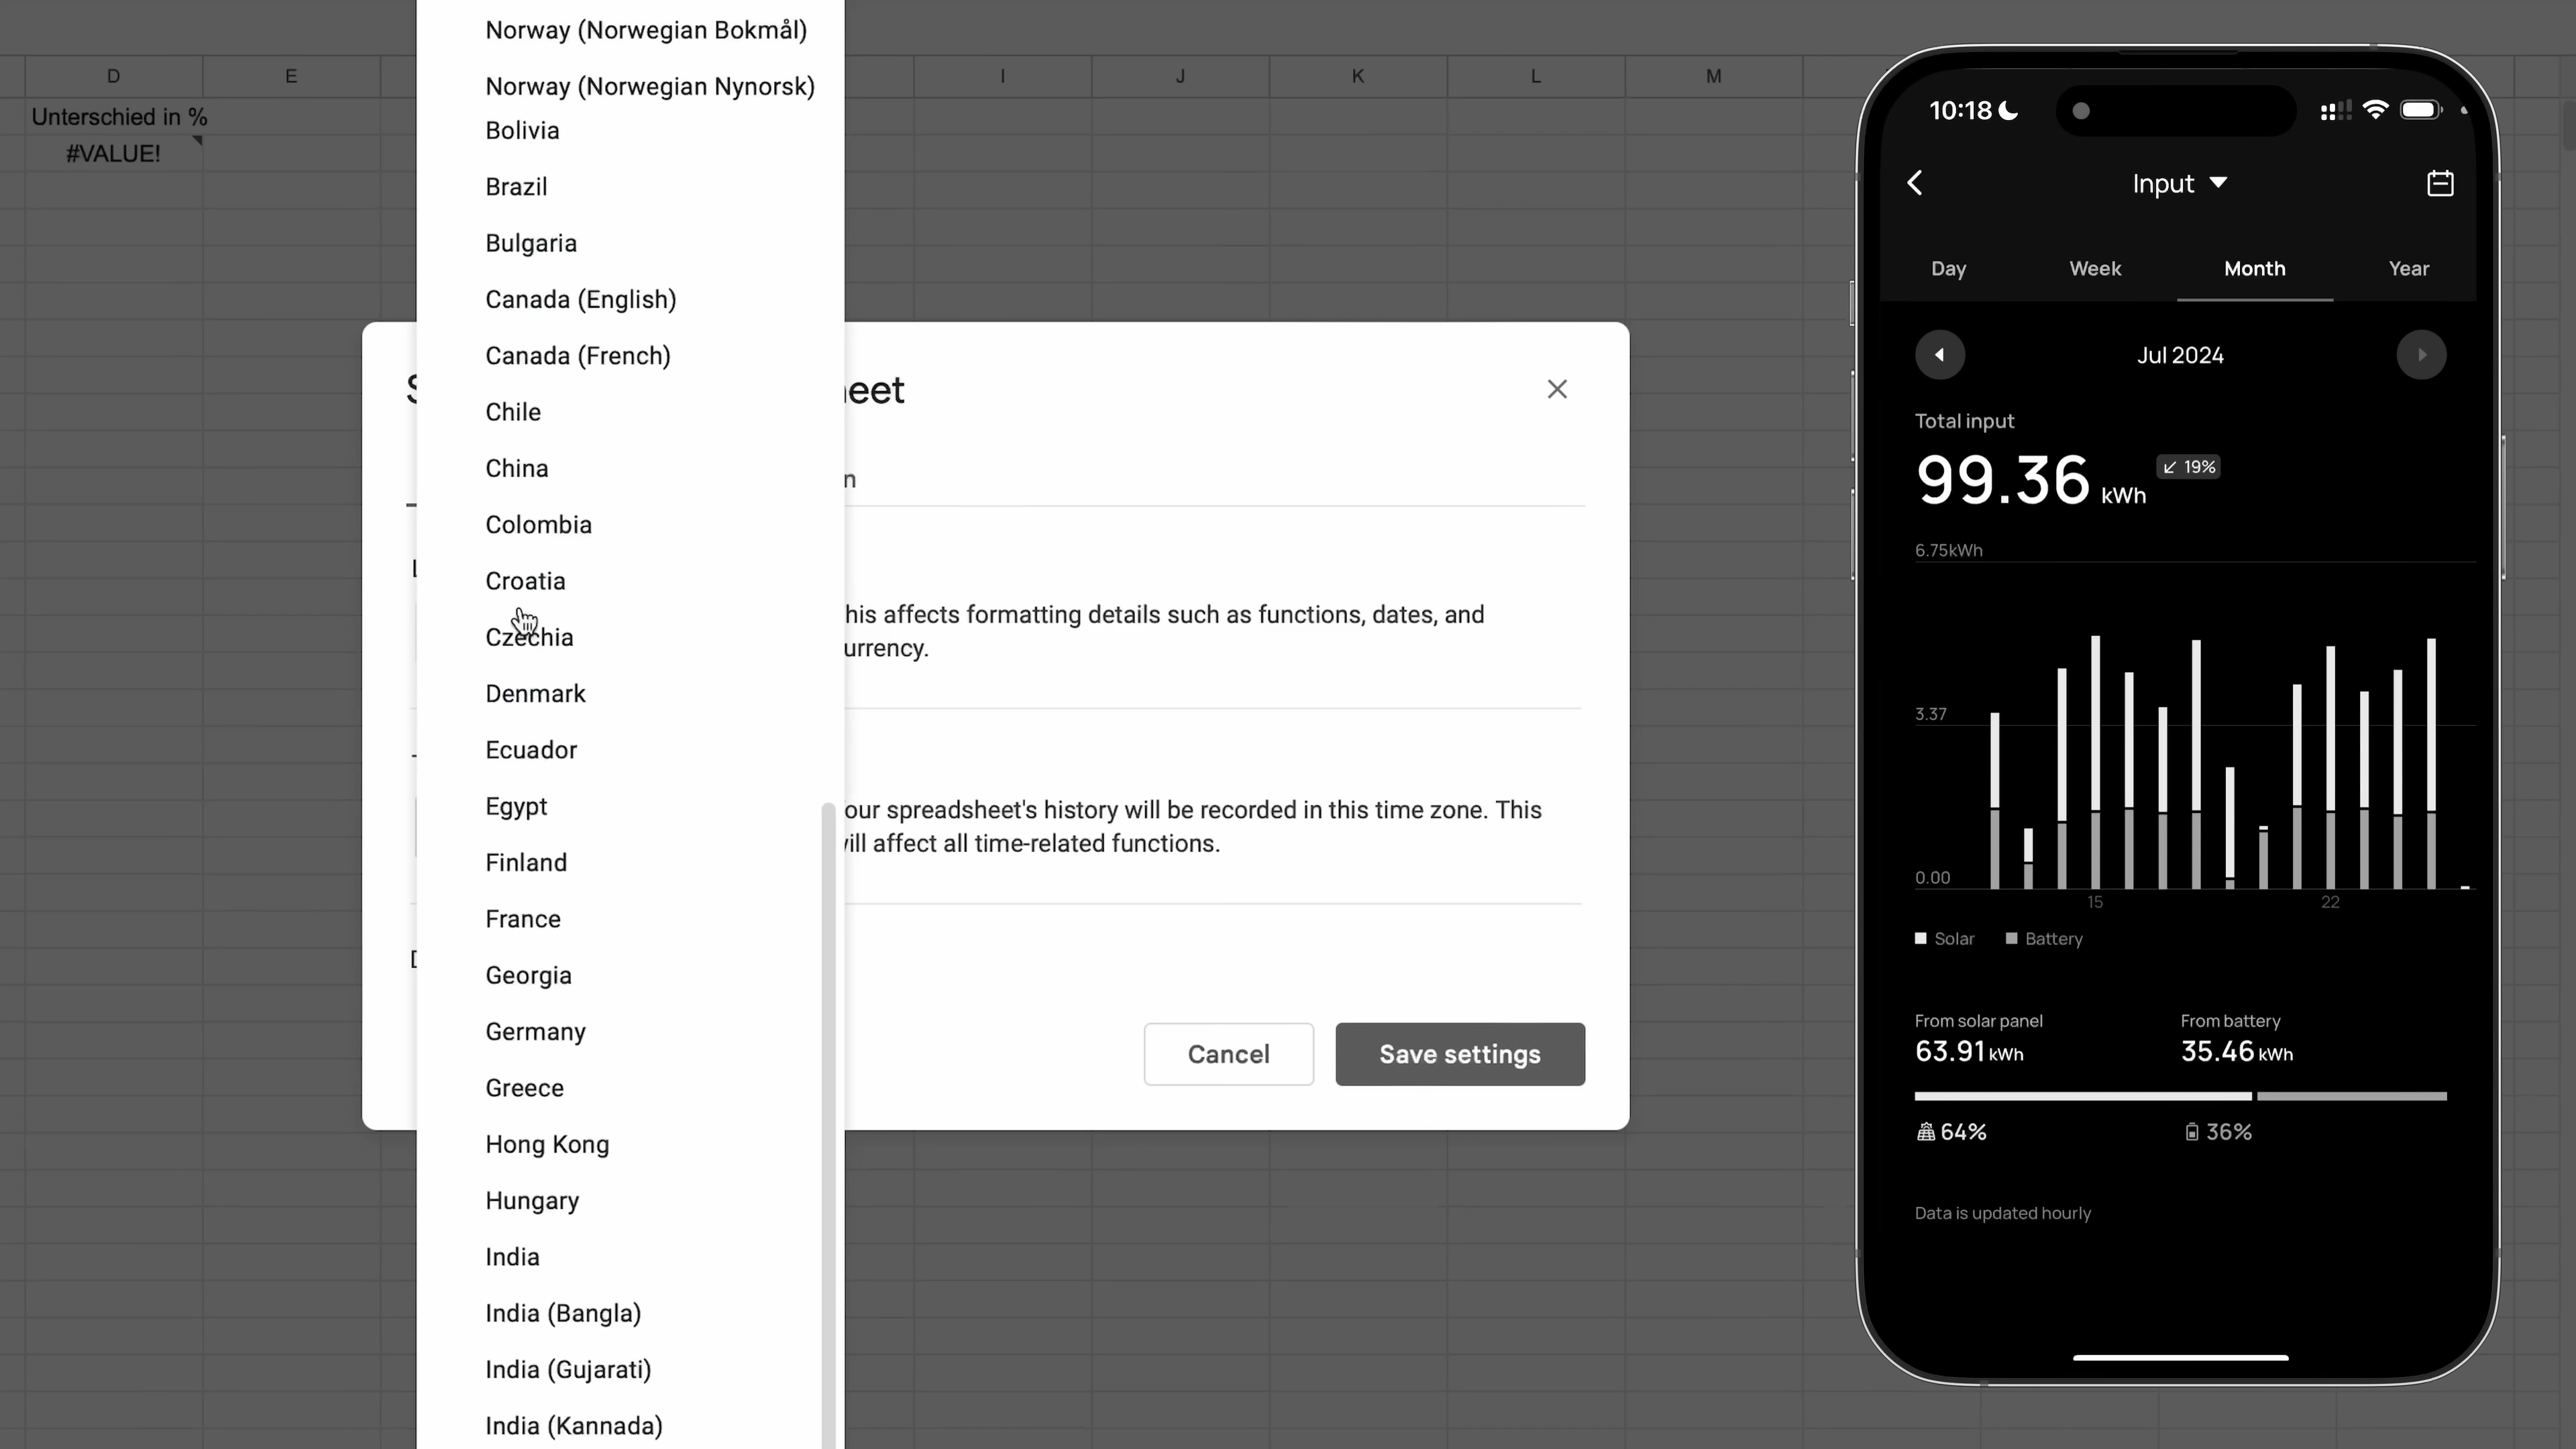 D
E
I
J
K
L
M
Unterschied in %
#VALUE!
Norway (Norwegian Bokmål)
Norway (Norwegian Nynorsk)
Bolivia
Brazil
Bulgaria
Canada (English)
Canada (French)
Chile
China
Colombia
Croatia
Czechia
Denmark
Ecuador
Egypt
Finland
France
Georgia
Germany
Greece
Hong Kong
Hungary
India
India (Bangla)
India (Gujarati)
India (Kannada)
eet
n
his affects formatting details such as functions, dates, and
urrency.
our spreadsheet's history will be recorded in this time zone. This
ill affect all time-related functions.
Cancel
Save settings
10:18
Input
Day
Week
Month
Year
Jul 2024
Total input
99.36 kWh
19%
6.75kWh
3.37
0.00
15
22
Solar
Battery
From solar panel
63.91 kWh
From battery
35.46 kWh
64%
36%
Data is updated hourly